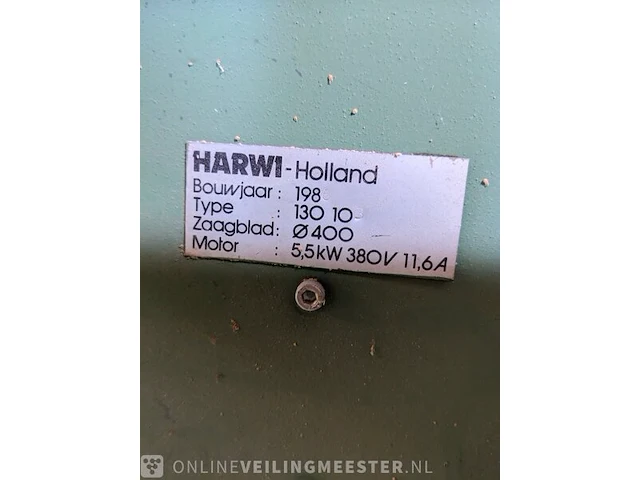 HARWI-Holland
Bouwjaar: 198
Type : 130 10
Zaagblad: Ø400
Motor : 5,5kW 380V 11,6A
ONLINEVEILINGMEESTER.NL